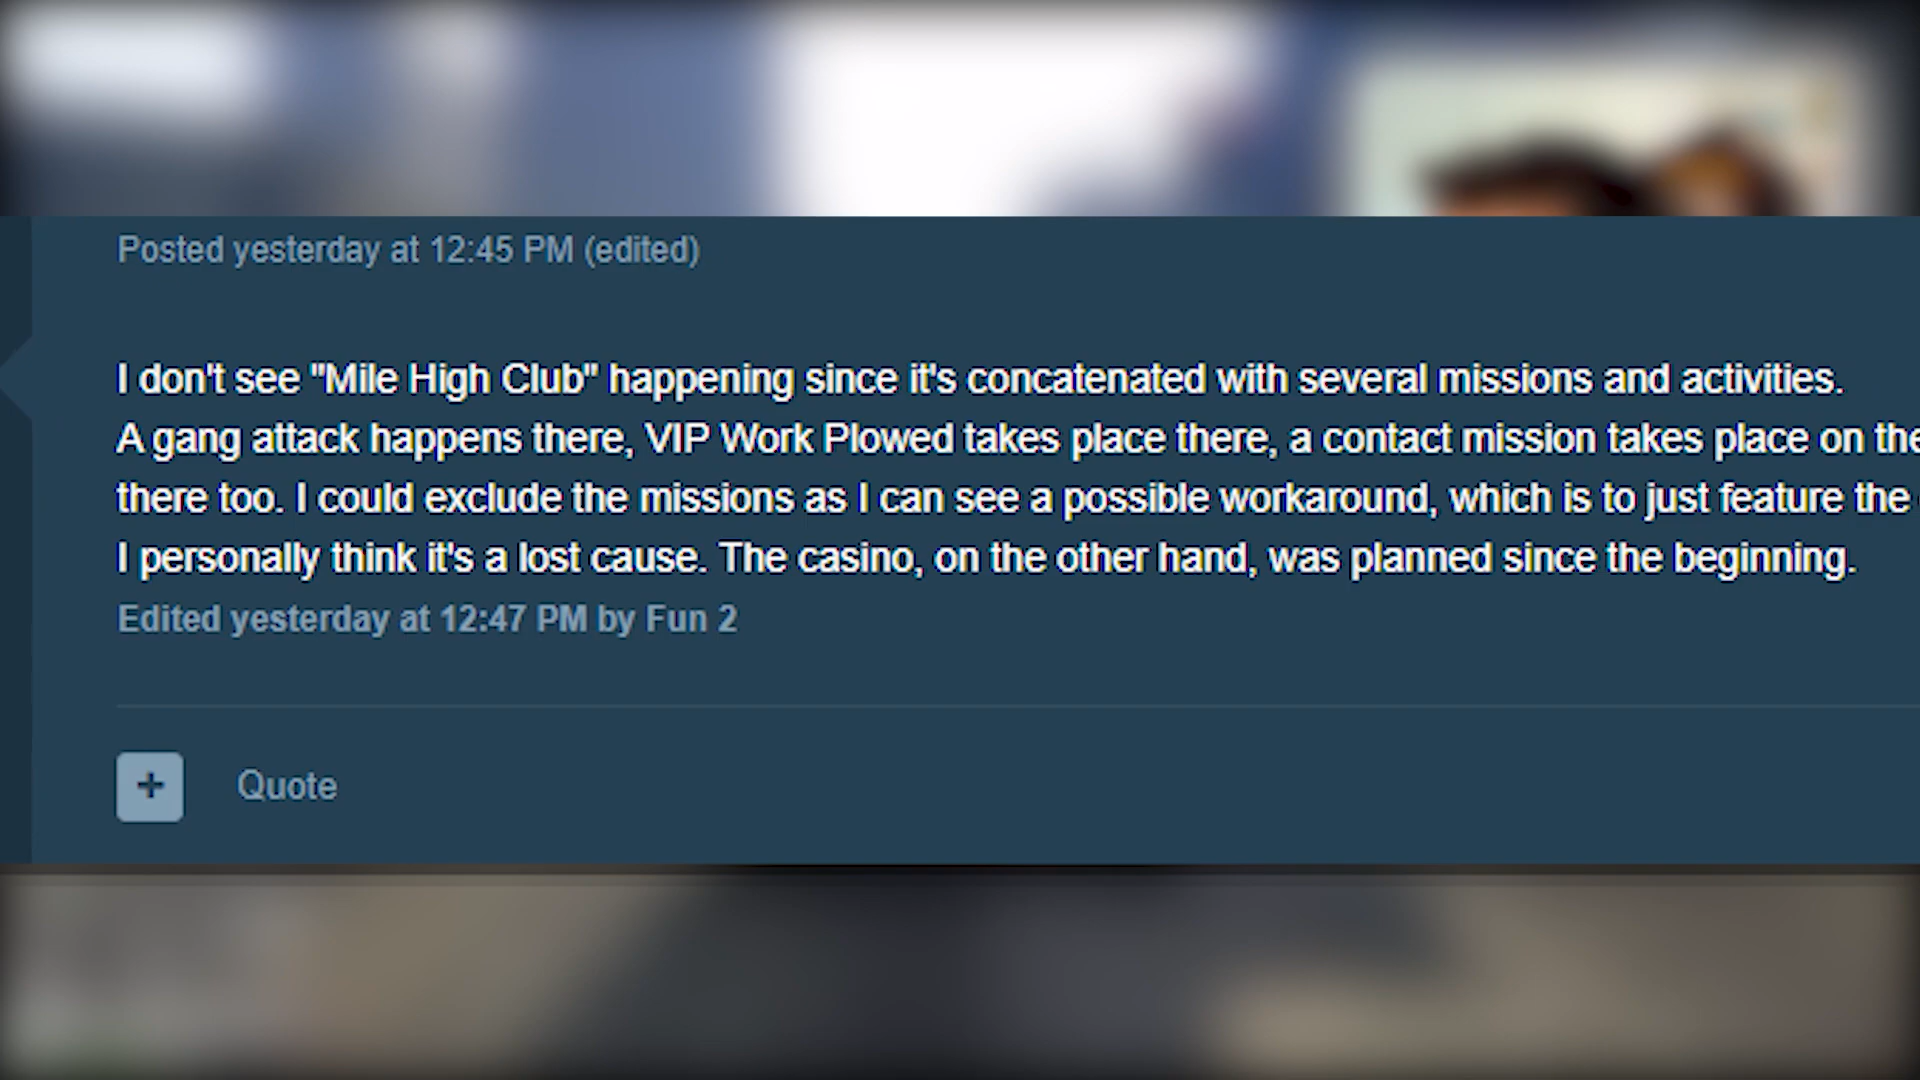 Posted yesterday at 12:45 PM (edited)
I don't see "Mile High Club" happening since it's concatenated with several missions and activities.
A gang attack happens there, VIP Work Plowed takes place there, a contact mission takes place on the
there too. I could exclude the missions as I can see a possible workaround, which is to just feature the
I personally think it's a lost cause. The casino, on the other hand, was planned since the beginning.
Edited yesterday at 12:47 PM by Fun 2
+ Quote